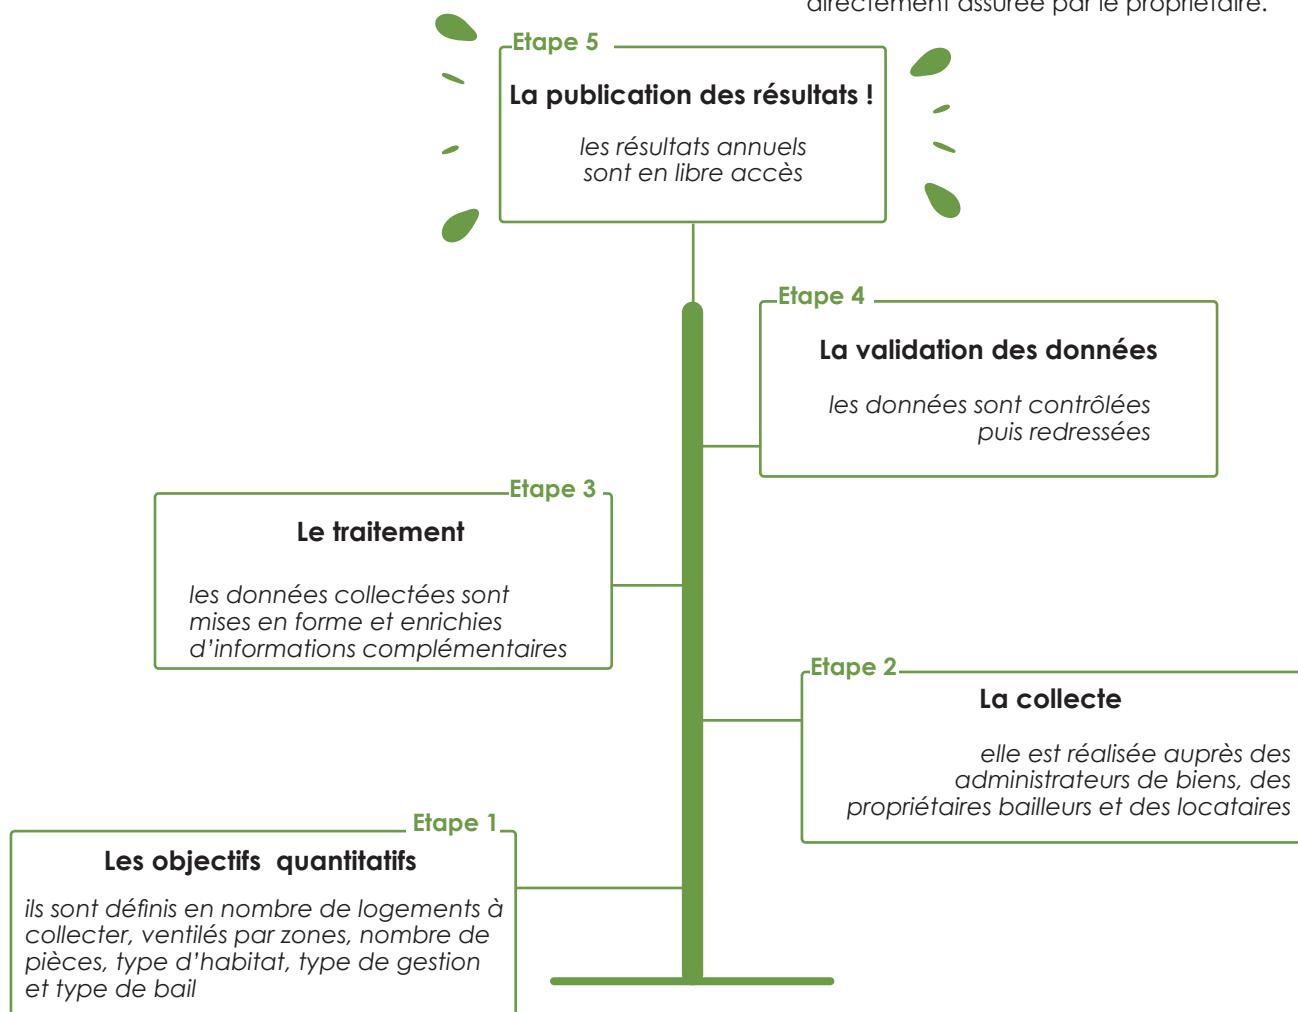 directement assurée par le propriétaire.
Etape 5
La publication des résultats !
les résultats annuels
sont en libre accès
Etape 4
La validation des données
les données sont contrôlées
puis redressées
Etape 3
Le traitement
les données collectées sont
mises en forme et enrichies
d'informations complémentaires
Etape 2
La collecte
elle est réalisée auprès des
administrateurs de biens, des
propriétaires bailleurs et des locataires
Etape 1
Les objectifs quantitatifs
ils sont définis en nombre de logements à
collecter, ventilés par zones, nombre de
pièces, type d'habitat, type de gestion
et type de bail